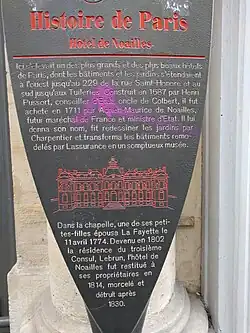 Histoire de Paris
Hôtel de Noailles
Ici s'élevait un des plus grands et des plus beaux hôtels
de Paris, dont les bâtiments et les jardins s'étendaient
à l'ouest jusqu'au 229 de la rue Saint-Honoré et au
sud jusqu'aux Tuileries. Construit en 1687 par Henri
Pussort, conseiller d'État, oncle de Colbert, il fut
acheté en 1711 par Adrien-Maurice de Noailles,
futur maréchal de France et ministre d'État. Il lui
donna son nom, fit redessiner les jardins par
Charpentier et transforma les bâtiments remo-
delés par Lassurance en un somptueux musée.
Dans la chapelle, une de ses peti-
tes-filles épousa La Fayette le
11 avril 1774. Devenu en 1802
la résidence du troisième
Consul, Lebrun, l'hôtel de
Noailles fut restitué à
ses propriétaires en
1814, morcelé et
détruit après
1830.